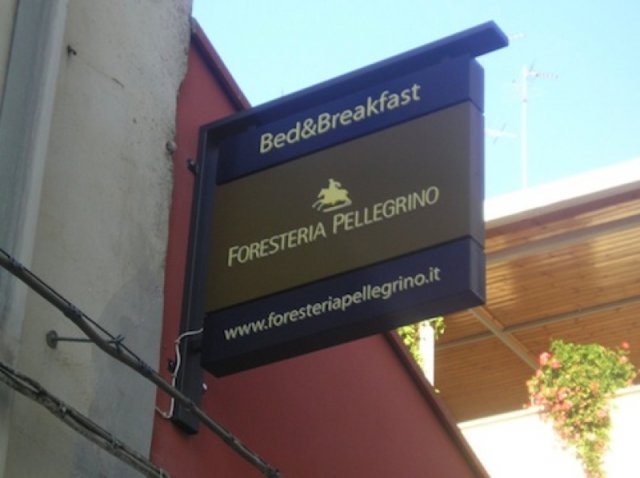 Bed&Breakfast
FORESTERIA PELLEGRINO
www.foresteriapellegrino.it